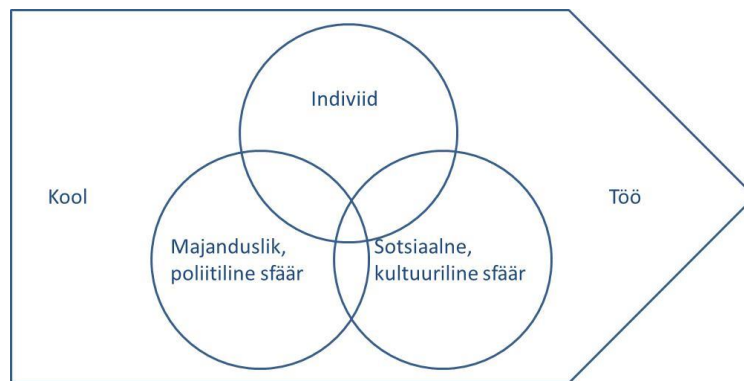 Indiviid
Kool
Töö
Majanduslik,
poliitiline sfäär
Sotsiaalne,
kultuuriline sfäär